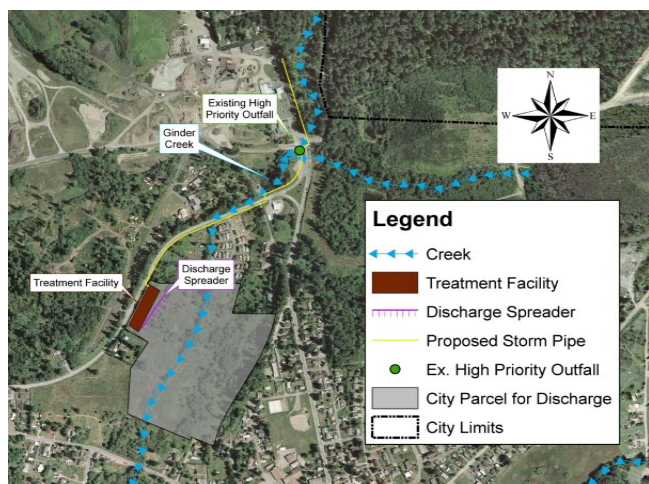 Existing High
Priority Outfall
Ginder
Creek
Treatment Facility
Discharge
Spreader
N
W
E
S
Legend
Creek
Treatment Facility
Discharge Spreader
Proposed Storm Pipe
Ex. High Priority Outfall
City Parcel for Discharge
City Limits